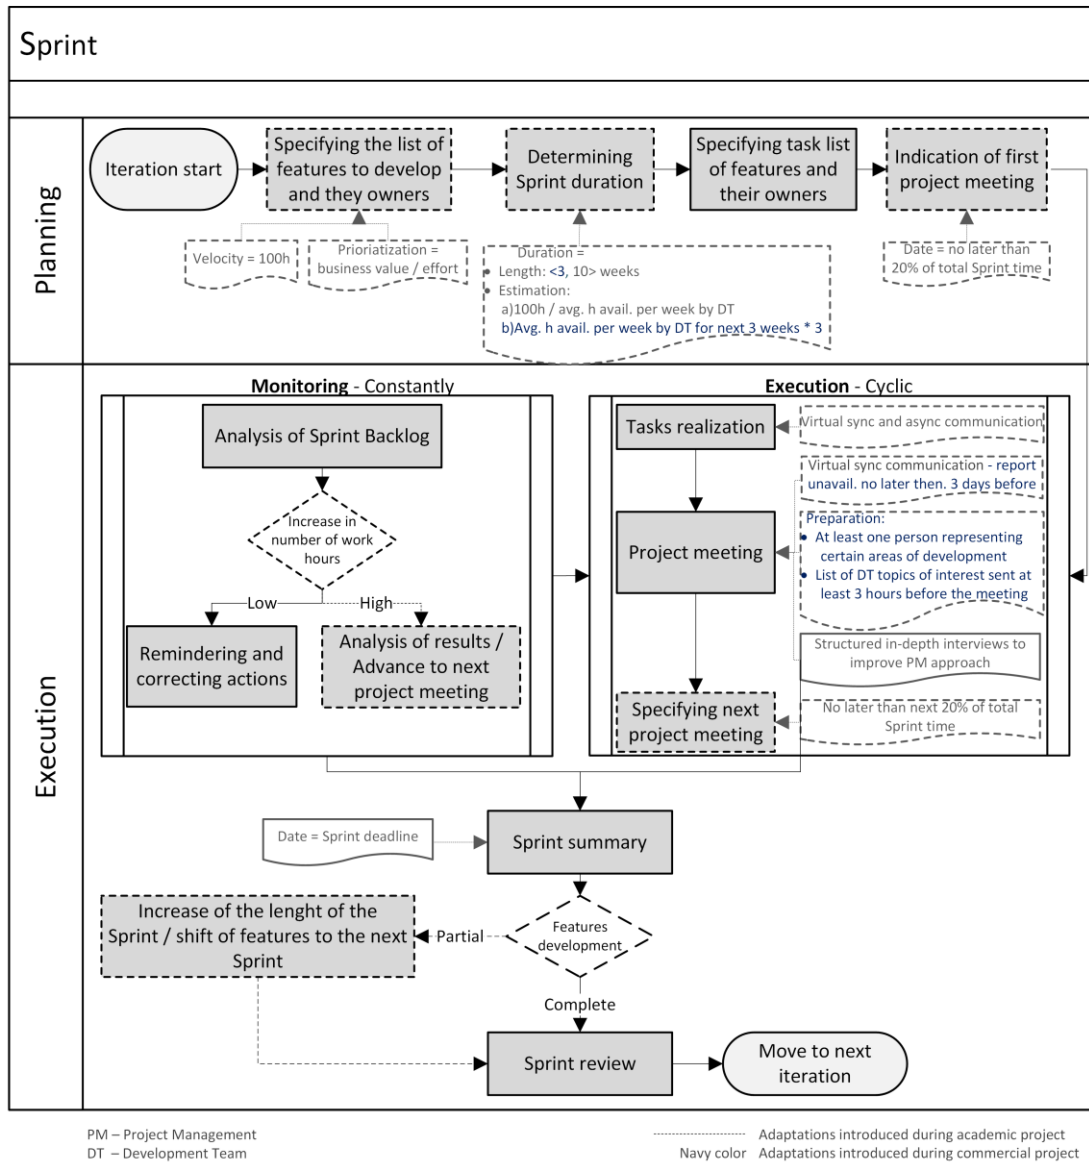 Sprint
Planning
Iteration start
Specifying the list of
features to develop
and they owners
Determining
Sprint duration
Specifying task list
of features and
their owners
Indication of first
project meeting
Velocity = 100h
Prioriatization =
business value / effort
Duration =
• Length: <3, 10> weeks
• Estimation:
a)100h / avg. h avail. per week by DT
b)Avg. h avail. per week by DT for next 3 weeks * 3
Date = no later than
20% of total Sprint time
Execution
Monitoring - Constantly
Analysis of Sprint Backlog
Increase in
number of work
hours
Low
High
Remindering and
correcting actions
Analysis of results /
Advance to next
project meeting
Execution - Cyclic
Tasks realization
Virtual sync and async communication
Virtual sync communication - report
unavail. no later then. 3 days before
Project meeting
Preparation:
• At least one person representing
certain areas of development
• List of DT topics of interest sent at
least 3 hours before the meeting
Structured in-depth interviews to
improve PM approach
Specifying next
project meeting
No later than next 20% of total
Sprint time
Date = Sprint deadline
Sprint summary
Increase of the lenght of the
Sprint / shift of features to the next
Sprint
Partial
Features
development
Complete
Sprint review
Move to next
iteration
PM – Project Management
DT – Development Team
Adaptations introduced during academic project
Navy color Adaptations introduced during commercial project